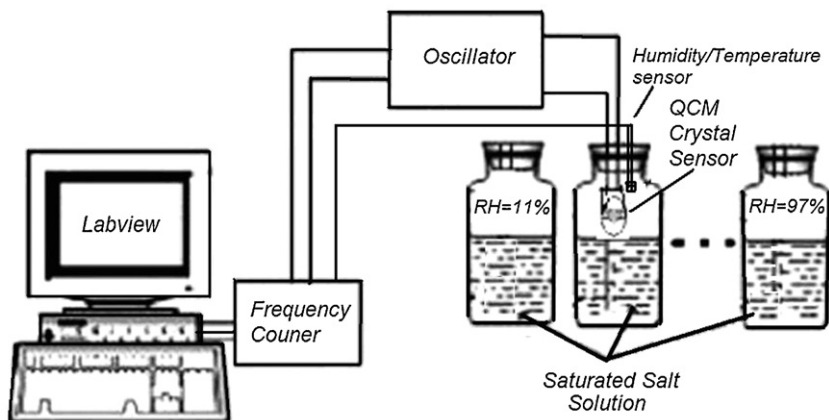 Oscillator
Humidity/Temperature
sensor
QCM
Crystal
Sensor
Labview
RH=11%
RH=97%
Frequency
Couner
Saturated Salt
Solution